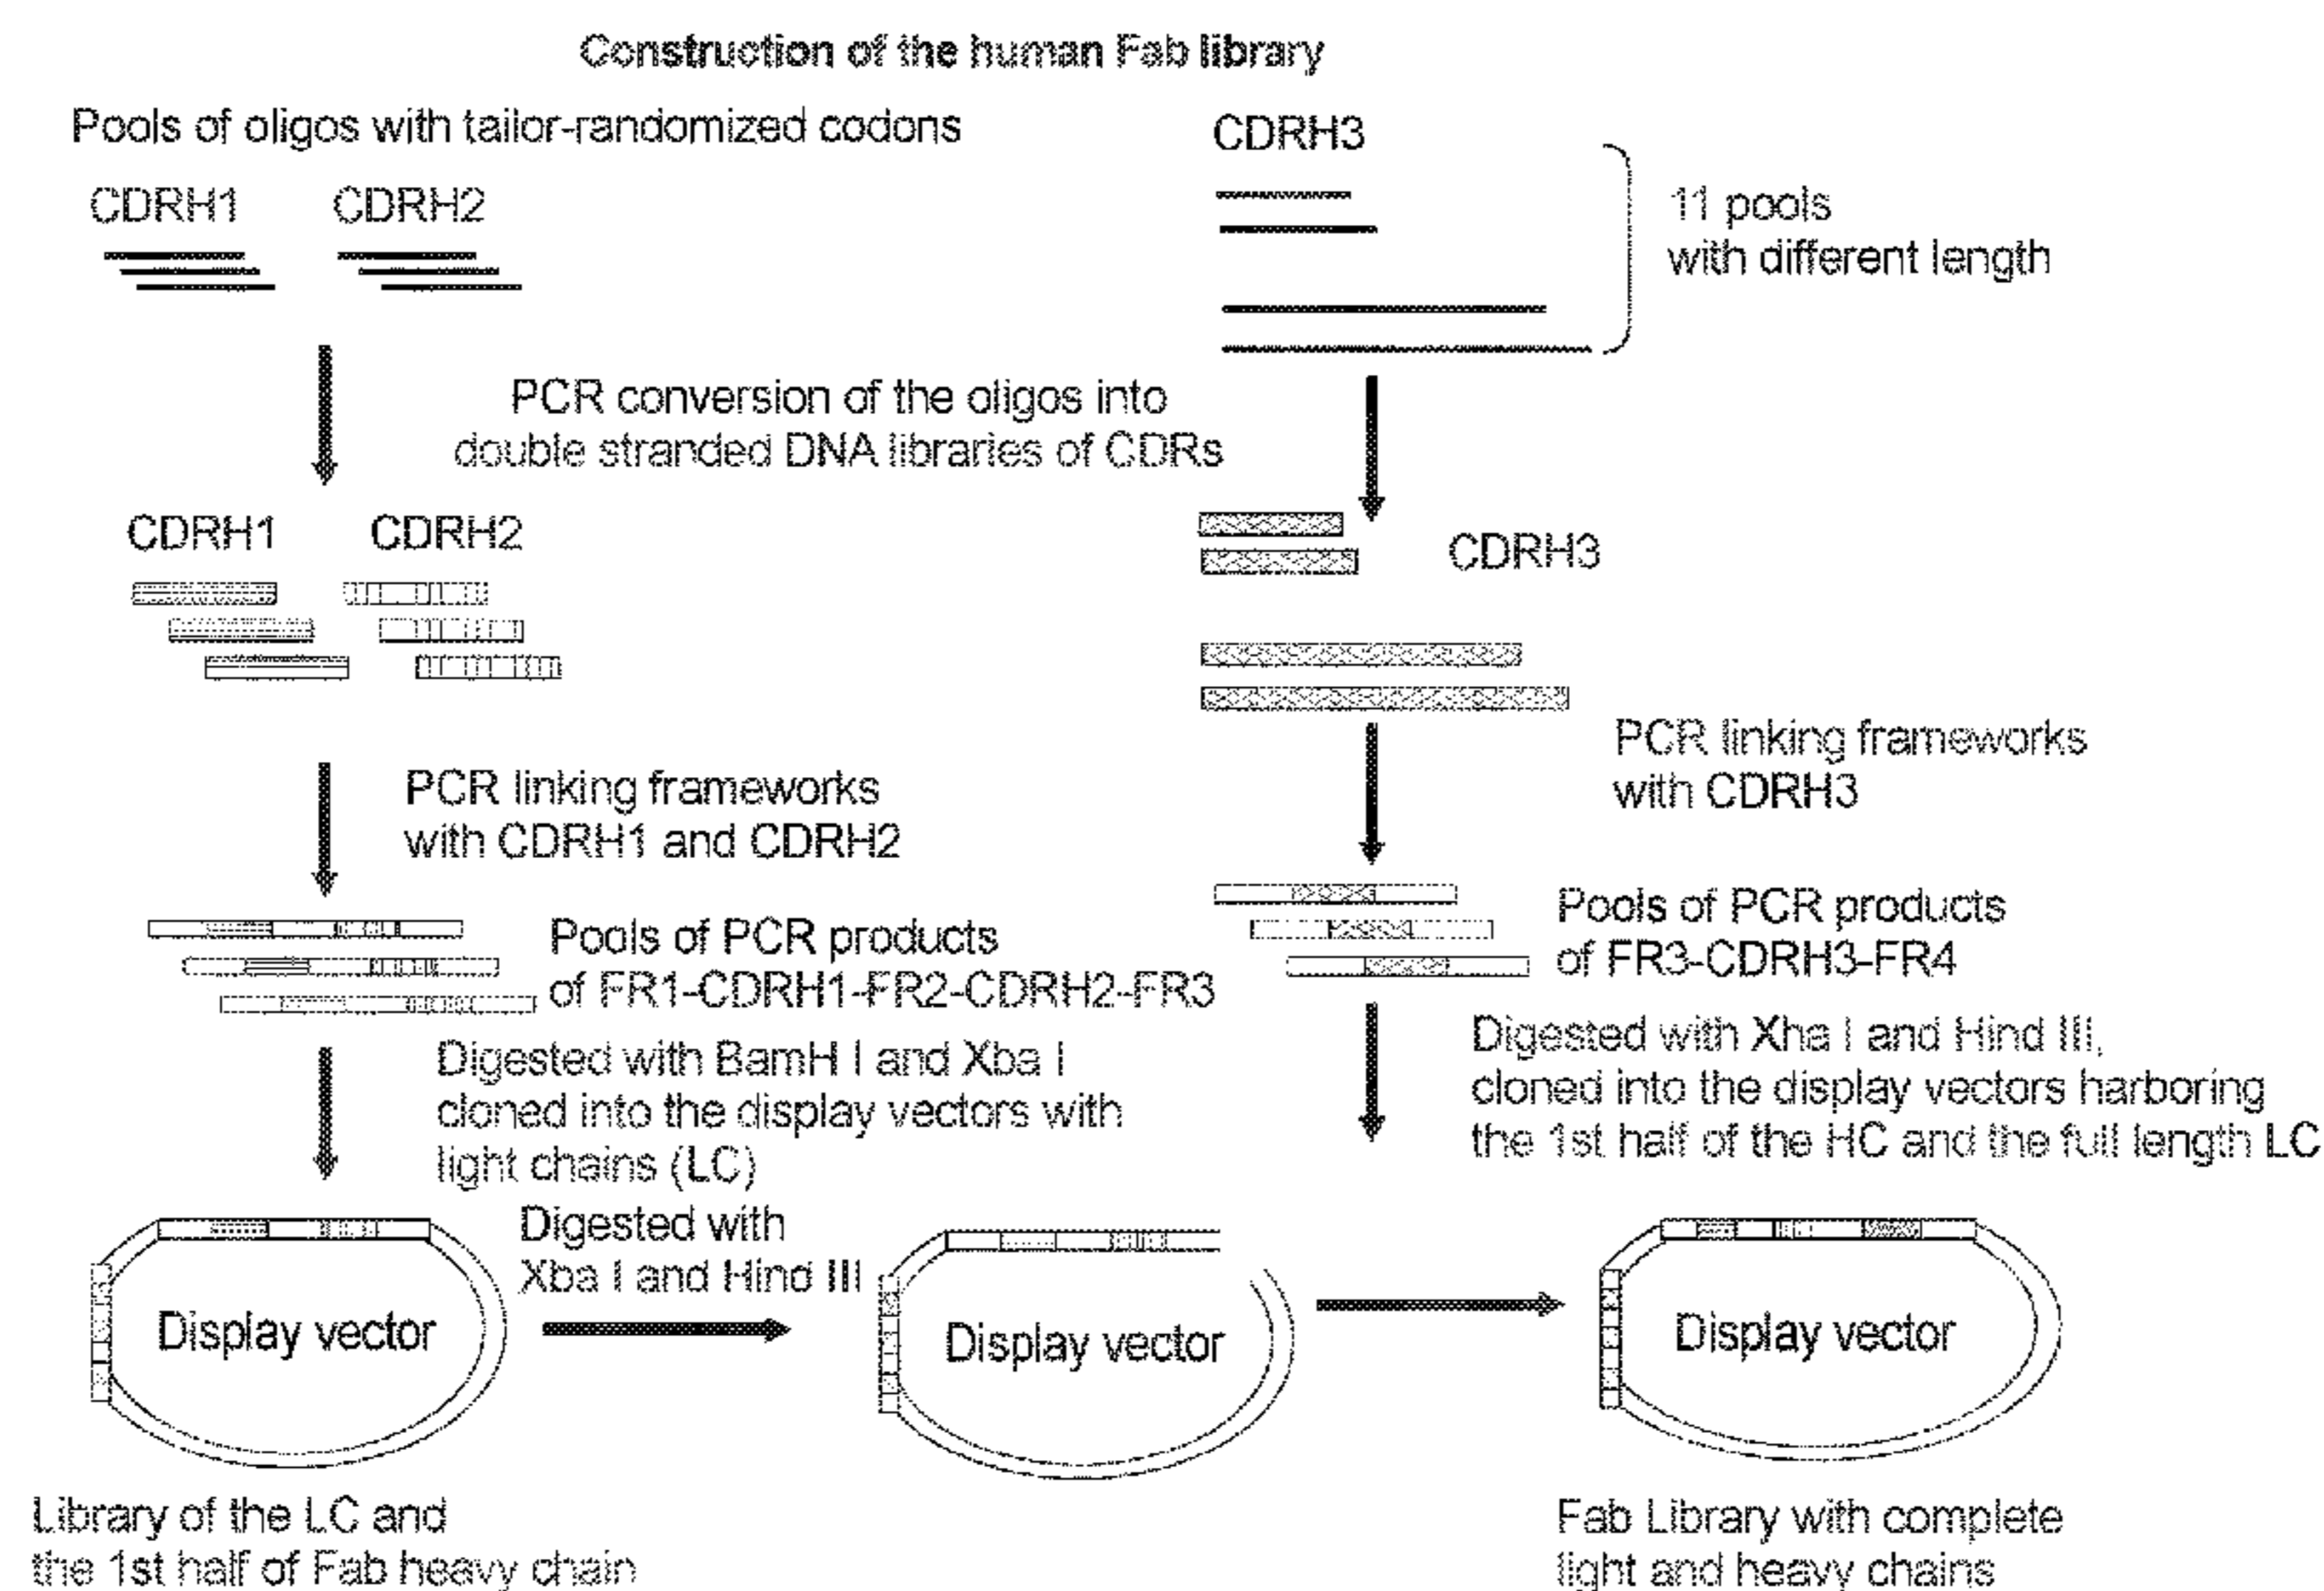 Construction of the human Fab library
Pools of oligos with tailor-randomized codons
CDRH1 CDRH2
CDRH3
11 pools
with different length
PCR conversion of the oligos into
double stranded DNA libraries of CDRs
CDRH1 CDRH2
CDRH3
PCR linking frameworks
with CDRH1 and CDRH2
PCR linking frameworks
with CDRH3
Pools of PCR products
of FR1-CDRH1-FR2-CDRH2-FR3
Pools of PCR products
of FR3-CDRH3-FR4
Digested with BamH I and Xba I
cloned into the display vectors with
light chains (LC)
Digested with Xha I and Hind III,
cloned into the display vectors harboring
the 1st half of the HC and the full length LC
Digested with
Xba I and Hind III
Display vector
Display vector
Display vector
Library of the LC and
the 1st half of Fab heavy chain
Fab Library with complete
light and heavy chains